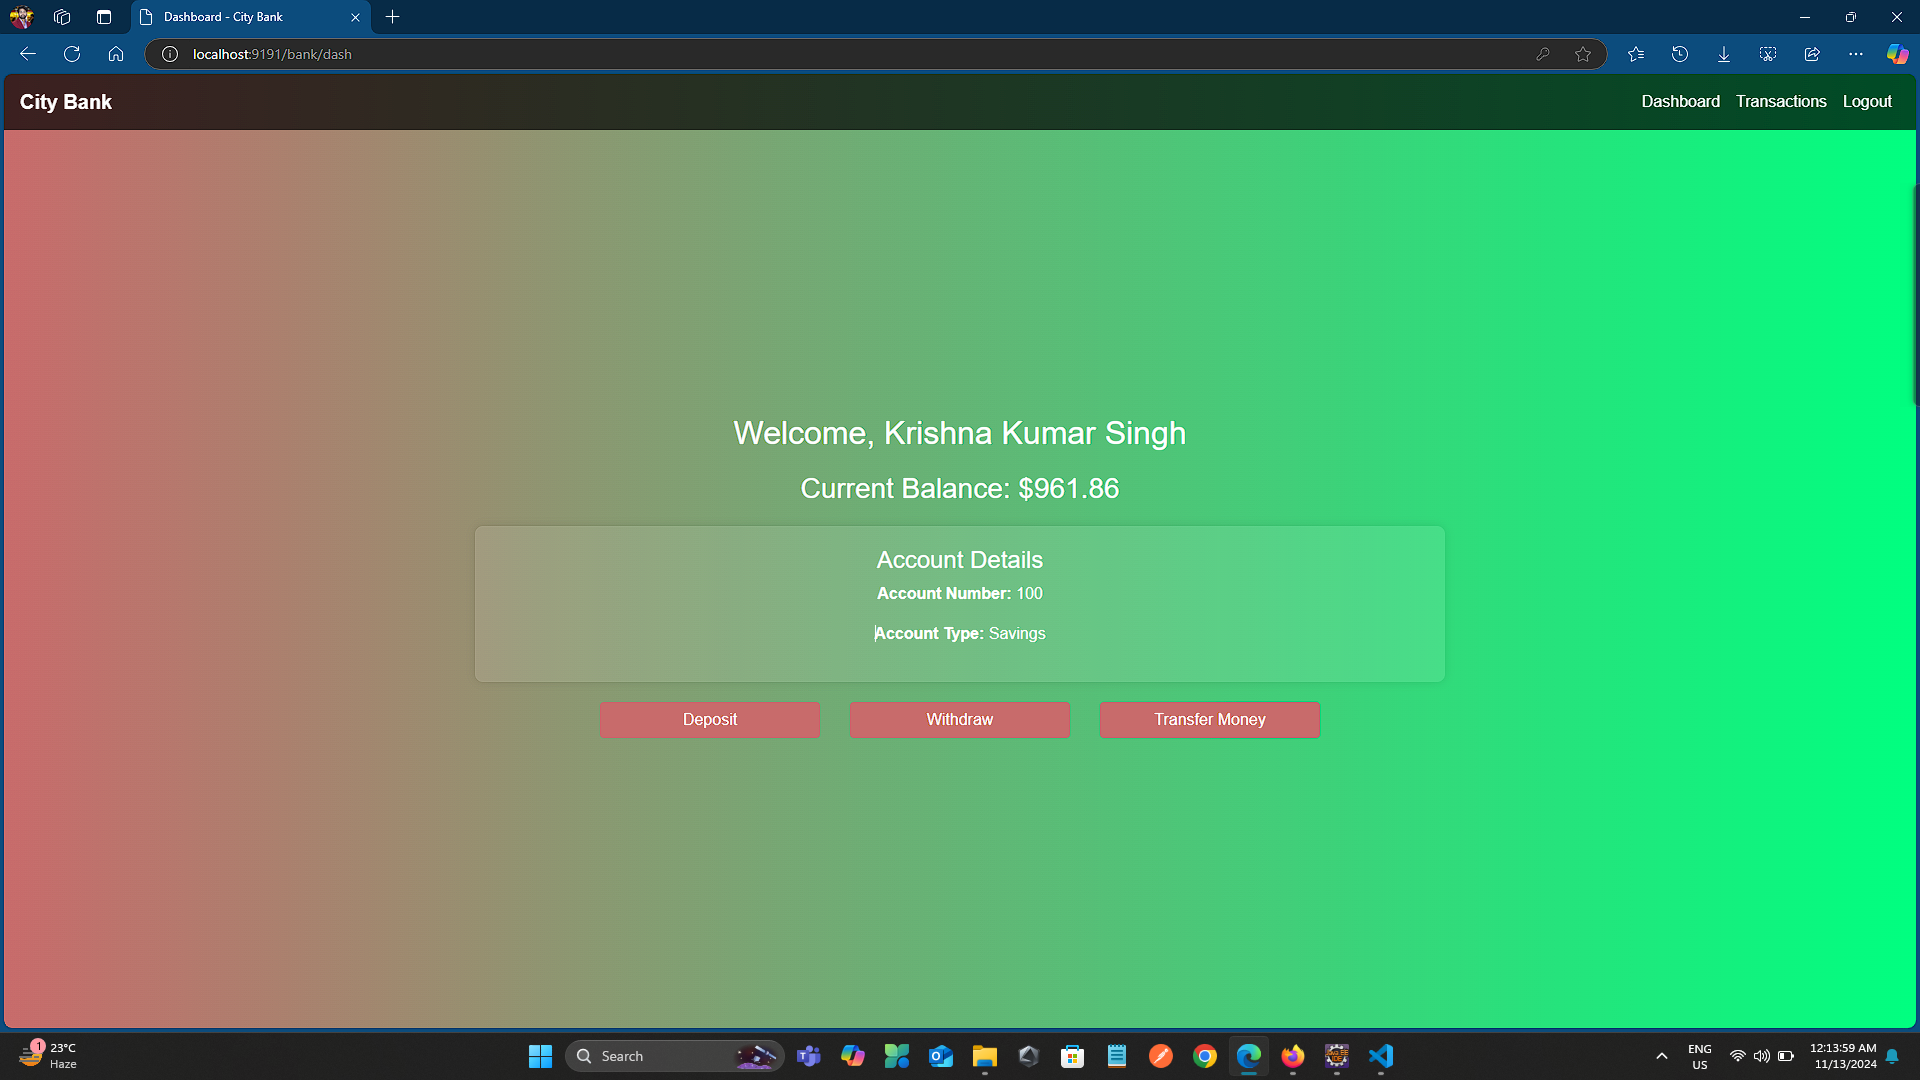 Dashboard - City Bank
localhost:9191/bank/dash
City Bank
Dashboard Transactions Logout
Welcome, Krishna Kumar Singh
Current Balance: $961.86
Account Details
Account Number: 100
Account Type: Savings
Deposit Withdraw Transfer Money
1
23°C
Haze
Search
ENG
US
12:13:59 AM
11/13/2024